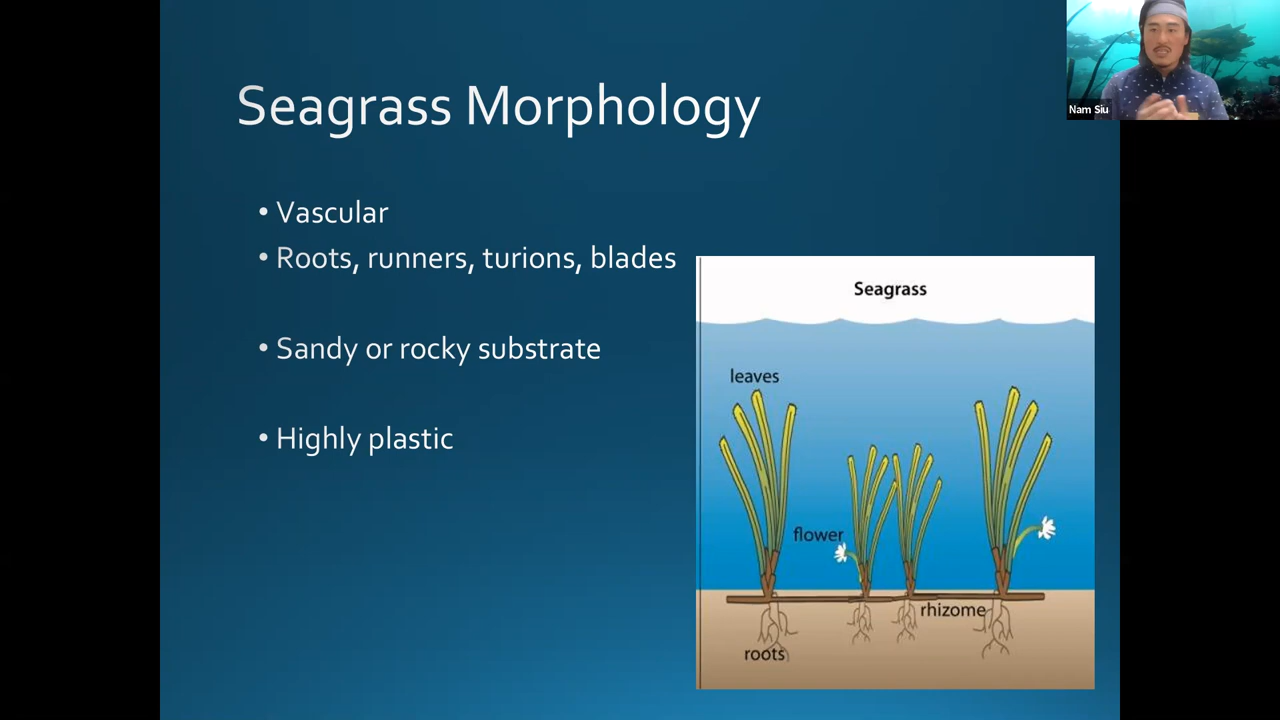 Seagrass Morphology
Nam Siu
• Vascular
• Roots, runners, turions, blades
• Sandy or rocky substrate
• Highly plastic
Seagrass
leaves
flower
rhizome
roots